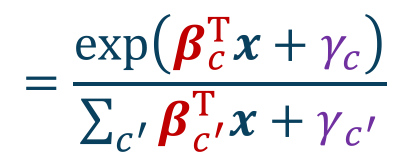 = exp(β_c^T x + γ_c) / ∑_{c′} β_{c′}^T x + γ_{c′}